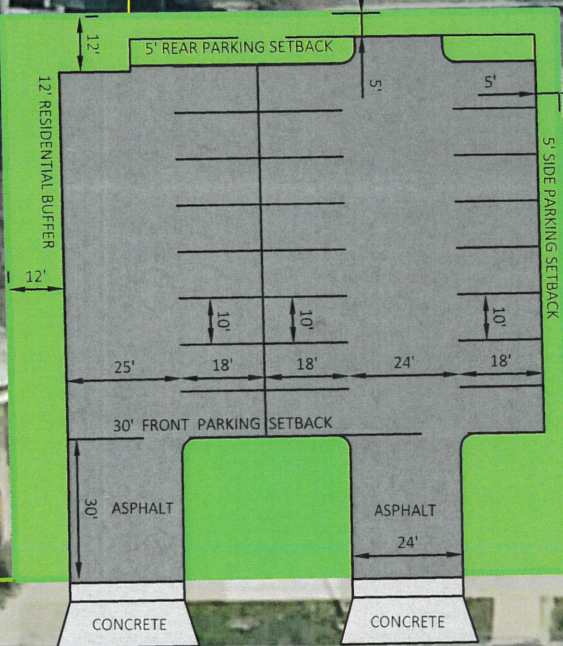 12'
5' REAR PARKING SETBACK
5'
5'
12' RESIDENTIAL BUFFER
5' SIDE PARKING SETBACK
12'
10'
10'
10'
25'
18'
18'
24'
18'
30' FRONT PARKING SETBACK
30'
ASPHALT
ASPHALT
24'
CONCRETE
CONCRETE